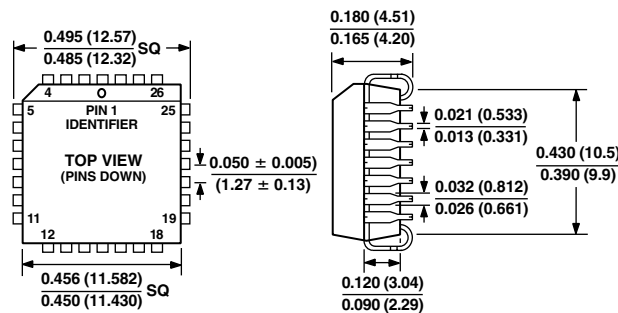 0.495 (12.57)
0.485 (12.32)
SQ
4
O
26
5
PIN 1
IDENTIFIER
25
TOP VIEW
(PINS DOWN)
0.050 ± 0.005)
(1.27 ± 0.13)
11
19
12
18
0.456 (11.582)
0.450 (11.430)
SQ
0.180 (4.51)
0.165 (4.20)
0.021 (0.533)
0.013 (0.331)
0.430 (10.5)
0.390 (9.9)
0.032 (0.812)
0.026 (0.661)
0.120 (3.04)
0.090 (2.29)